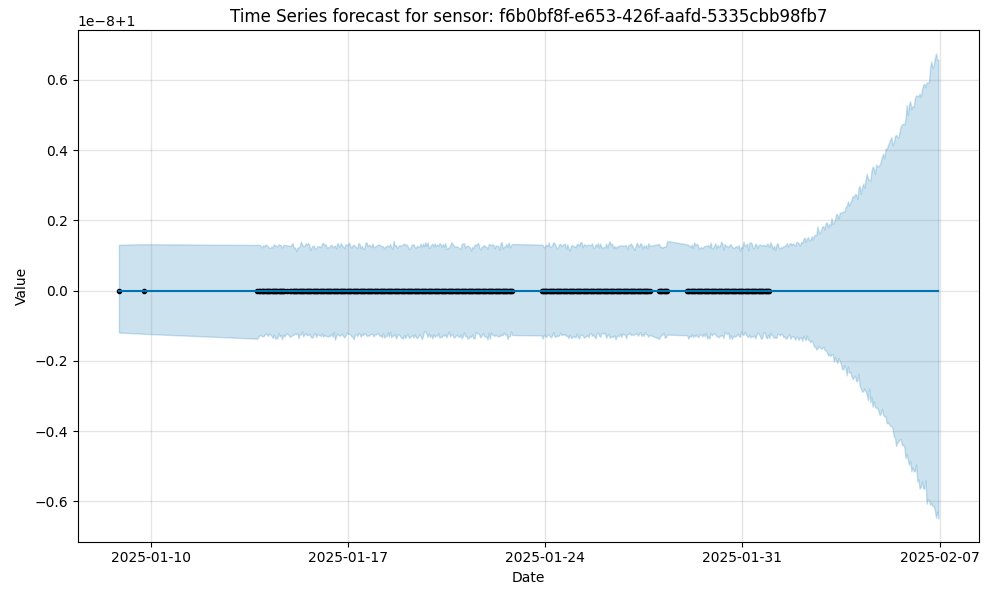 Time Series forecast for sensor: f6b0bf8f-e653-426f-aafd-5335cbb98fb7
1e−8+1
0.6
0.4
0.2
0.0
−0.2
−0.4
−0.6
Value
2025-01-10 2025-01-17 2025-01-24 2025-01-31 2025-02-07
Date